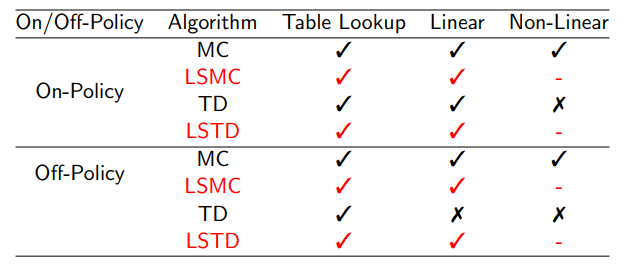 On/Off-Policy Algorithm Table Lookup Linear Non-Linear
MC ✓ ✓ ✓
LSMC ✓ ✓ -
On-Policy
TD ✓ ✓ ✗
LSTD ✓ ✓ -
MC ✓ ✓ ✓
Off-Policy
LSMC ✓ ✓ -
TD ✓ ✗ ✗
LSTD ✓ ✓ -